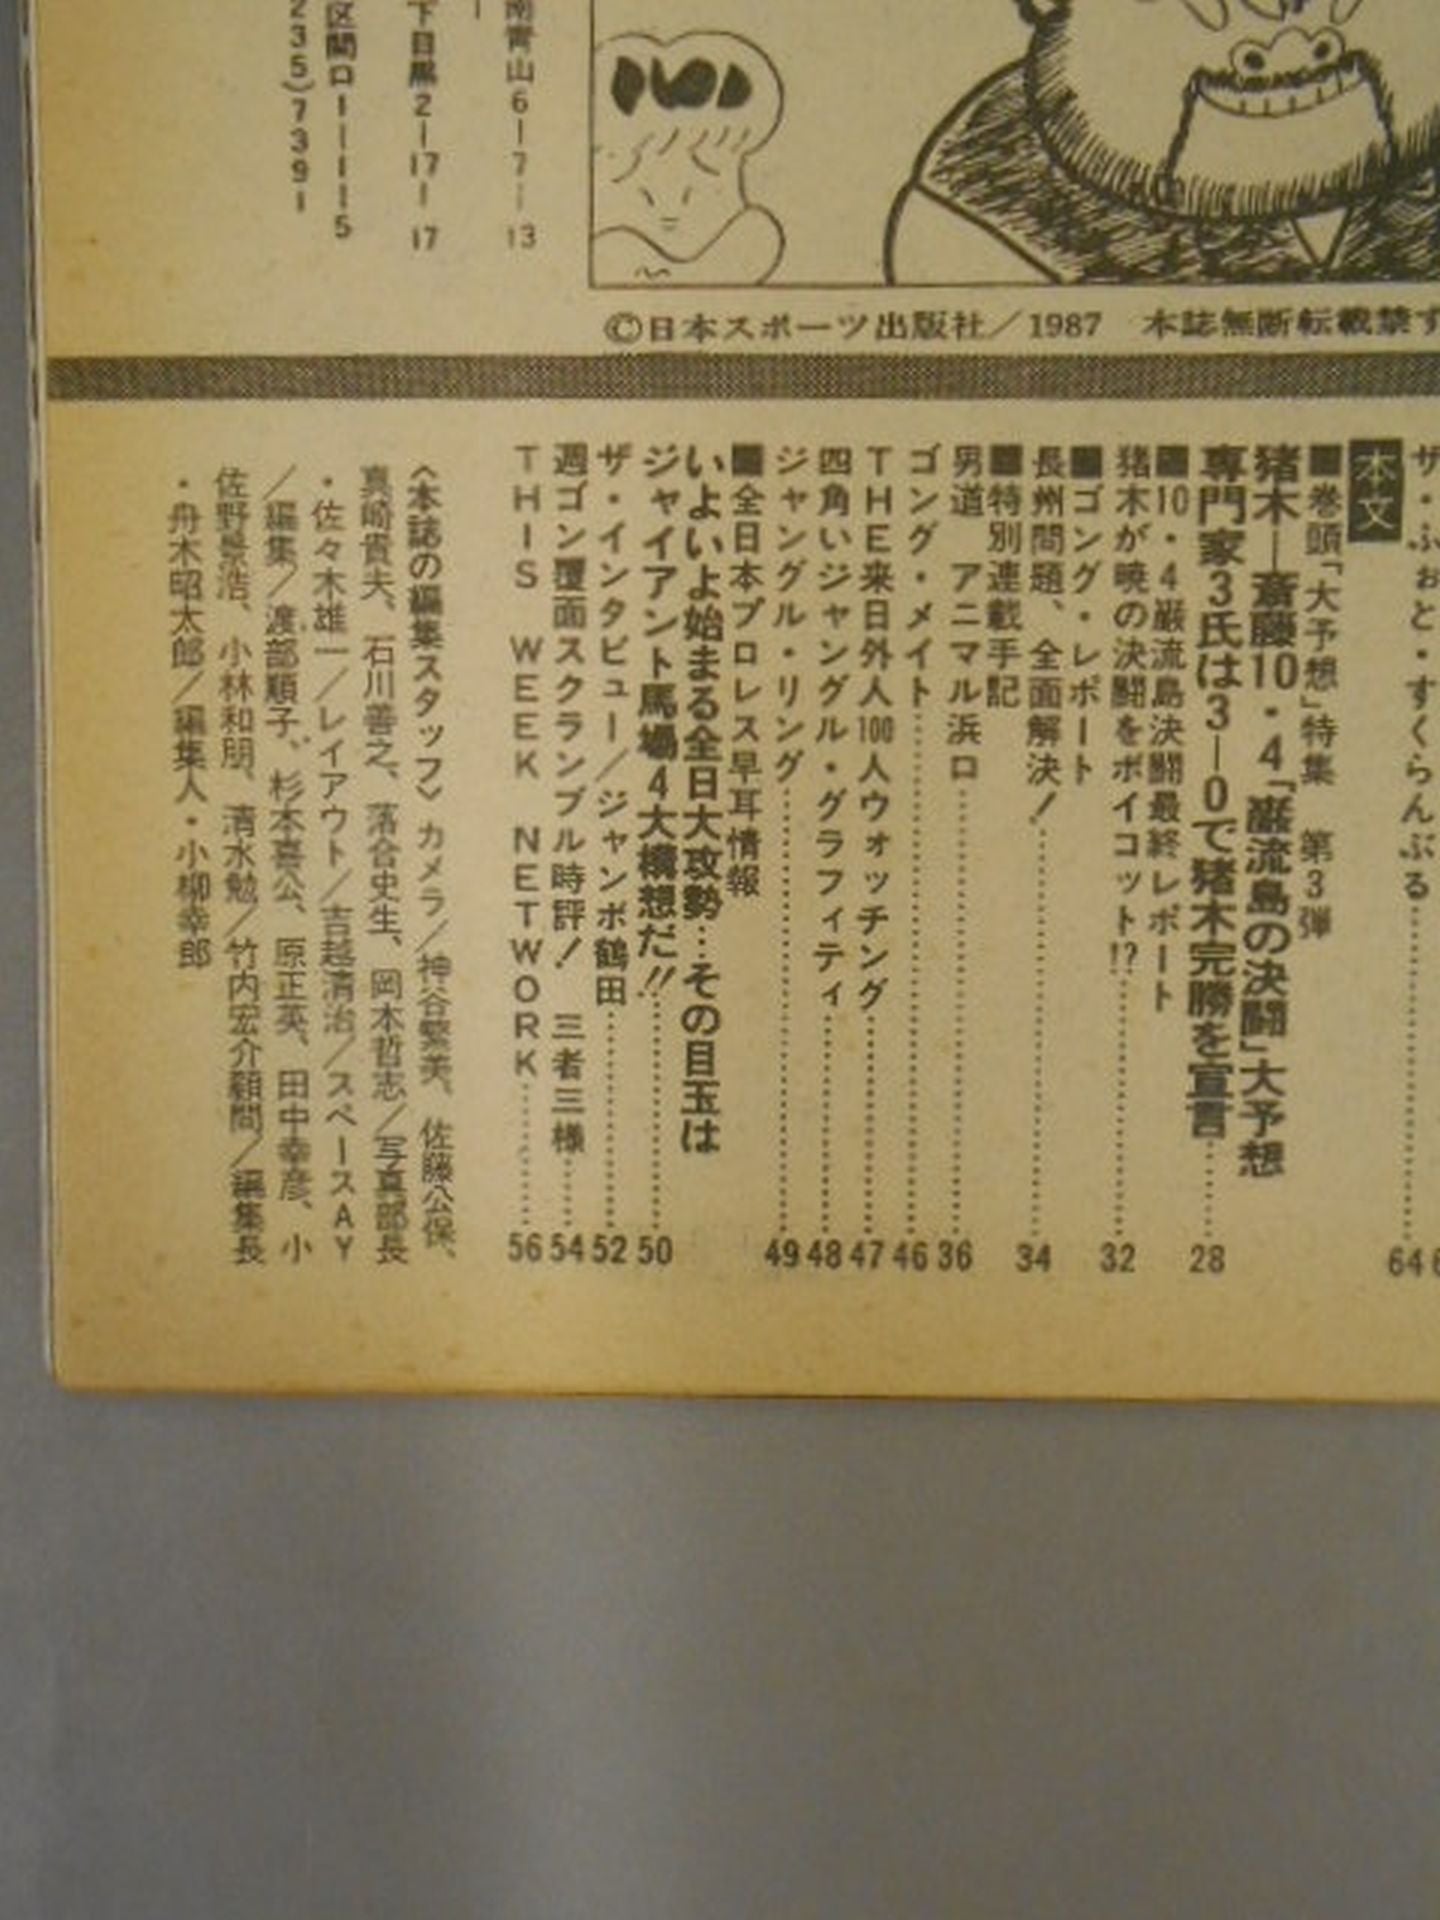 南青山6-7-13
下目黒2-17-17
区関口1-11-5
235)739-
©日本スポーツ出版社/1987　本誌無断転載禁ず
ザ・ふぉと・すくらんぶる……64
本文
■巻頭「大予想」特集　第3弾
猪木―斎藤10・4「巌流島の決闘」大予想
専門家3氏は3―0で猪木完勝を宣言……28
■10・4巌流島決闘最終レポート
猪木が暁の決闘をボイコット!?……32
■ゴング・レポート
長州問題、全面解決!……34
■特別連載手記
男道　アニマル浜口……36
ゴング・メイト……46
THE来日外人100人ウォッチング……47
四角いジャングル・グラフィティ……48
ジャングル・リング……49
■全日本プロレス早耳情報
いよいよ始まる全日大攻勢…その目玉は
ジャイアント馬場4大構想だ!!……50
ザ・インタビュー/ジャンボ鶴田……52
週ゴン覆面スクランブル時評!　三者三様……54
THIS WEEK NETWORK……56
〈本誌の編集スタッフ〉カメラ/神谷繁美、佐藤公保、
真崎貴夫、石川善之、落合史生、岡本哲志/写真部長
・佐々木雄一/レイアウト/吉越清治/スペースAY
/編集/渡部順子、杉本喜公、原正英、田中幸彦、小
佐野景浩、小林和朋、清水勉/竹内宏介顧問/編集長
・舟木昭太郎/編集人・小柳幸郎